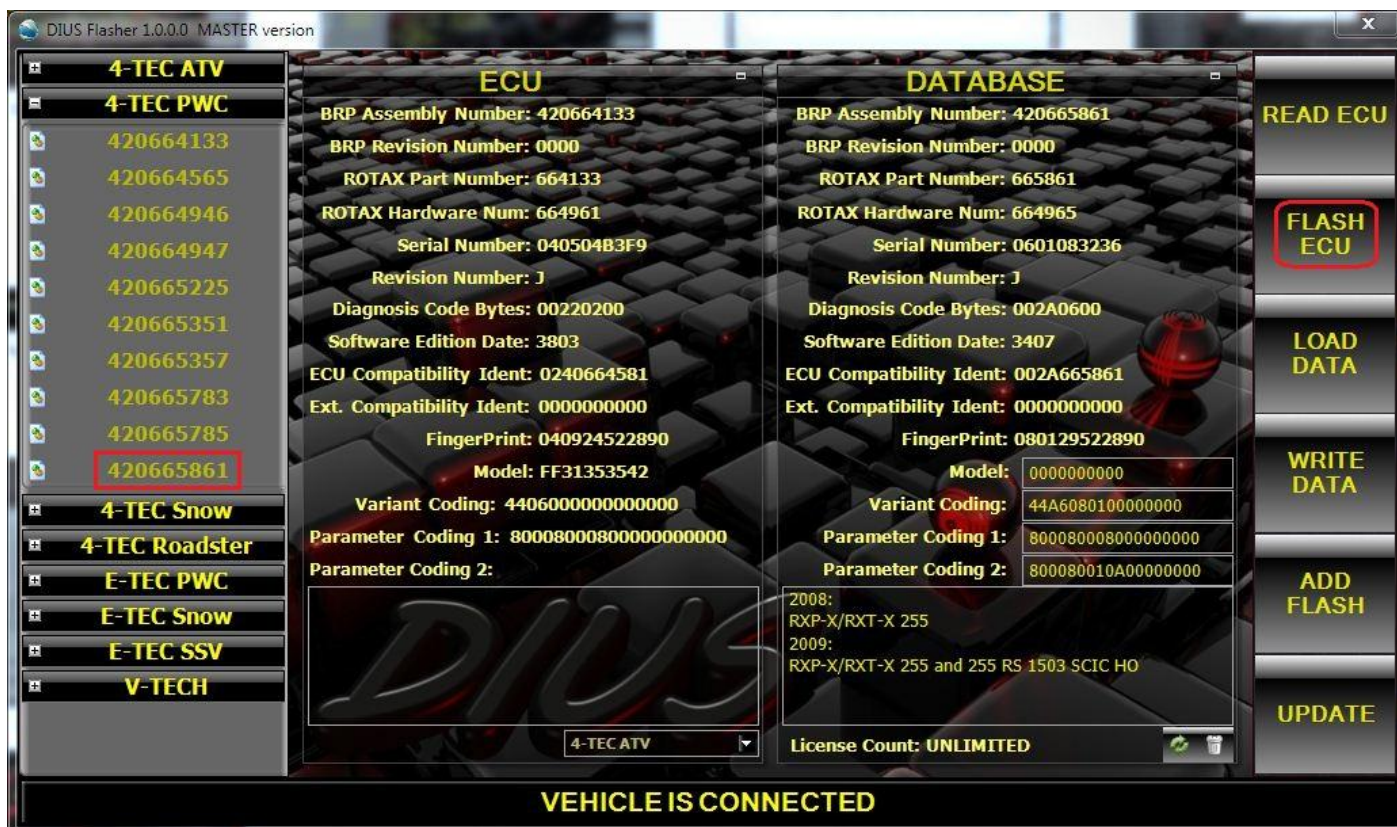 DIUS Flasher 1.0.0.0 MASTER version
x
4-TEC ATV
4-TEC PWC
420664133
420664565
420664946
420664947
420665225
420665351
420665357
420665783
420665785
420665861
4-TEC Snow
4-TEC Roadster
E-TEC PWC
E-TEC Snow
E-TEC SSV
V-TECH
ECU
BRP Assembly Number: 420664133
BRP Revision Number: 0000
ROTAX Part Number: 664133
ROTAX Hardware Num: 664961
Serial Number: 040504B3F9
Revision Number: J
Diagnosis Code Bytes: 00220200
Software Edition Date: 3803
ECU Compatibility Ident: 0240664581
Ext. Compatibility Ident: 0000000000
FingerPrint: 040924522890
Model: FF31353542
Variant Coding: 4406000000000000
Parameter Coding 1: 80008000800000000000
Parameter Coding 2:
DIUS
4-TEC ATV
DATABASE
BRP Assembly Number: 420665861
BRP Revision Number: 0000
ROTAX Part Number: 665861
ROTAX Hardware Num: 664965
Serial Number: 0601083236
Revision Number: J
Diagnosis Code Bytes: 002A0600
Software Edition Date: 3407
ECU Compatibility Ident: 002A665861
Ext. Compatibility Ident: 0000000000
FingerPrint: 080129522890
Model: 0000000000
Variant Coding: 44A6080100000000
Parameter Coding 1: 800080008000000000
Parameter Coding 2: 800080010A00000000
2008:
RXP-X/RXT-X 255
2009:
RXP-X/RXT-X 255 and 255 RS 1503 SCIC HO
License Count: UNLIMITED
READ ECU
FLASH
ECU
LOAD
DATA
WRITE
DATA
ADD
FLASH
UPDATE
VEHICLE IS CONNECTED